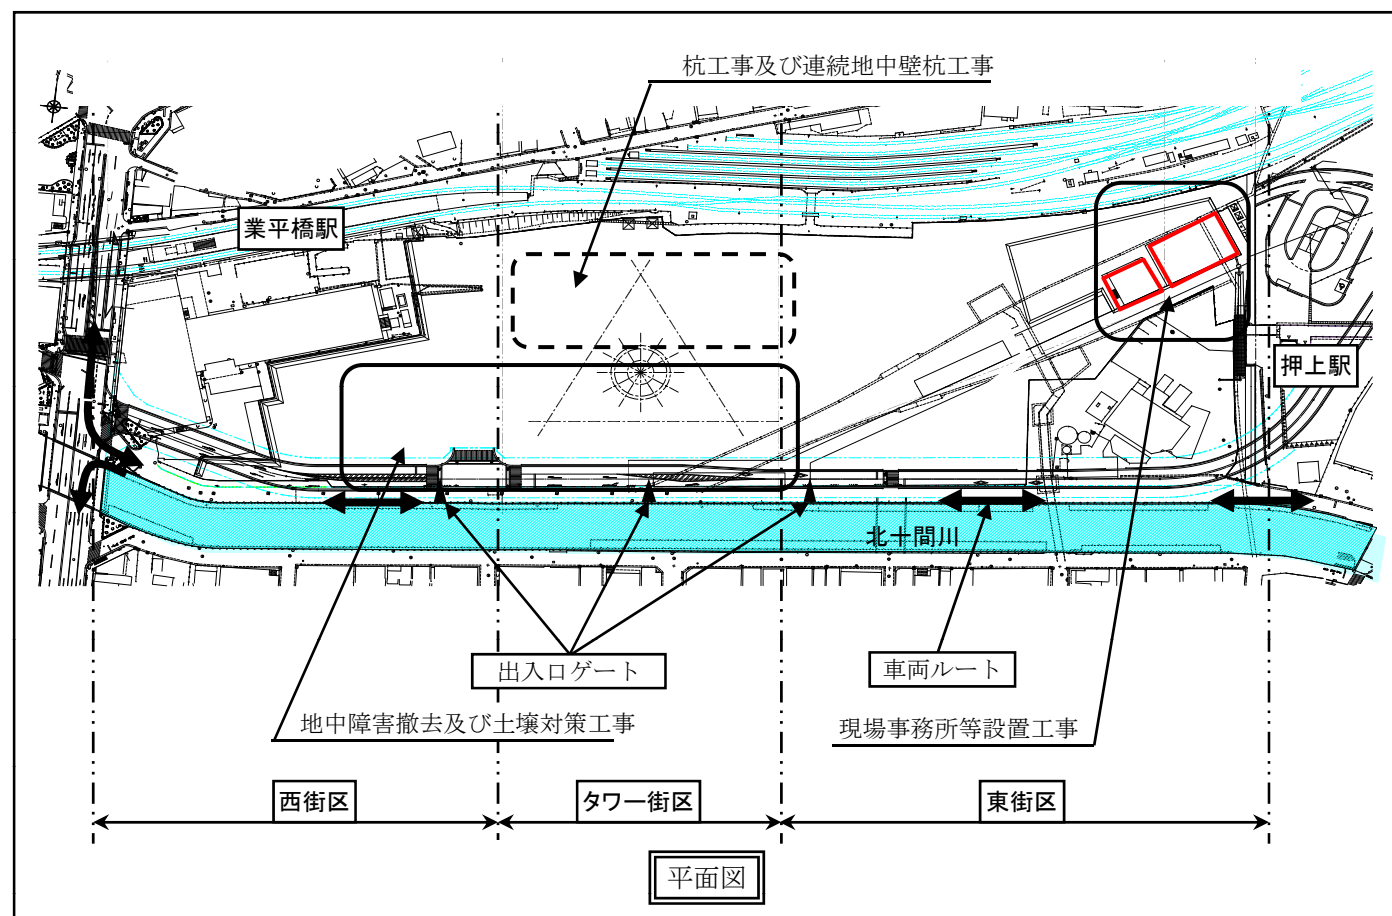 杭工事及び連続地中壁杭工事
業平橋駅
押上駅
北十間川
出入口ゲート
車両ルート
地中障害撤去及び土壌対策工事
現場事務所等設置工事
西街区
タワー街区
東街区
平面図